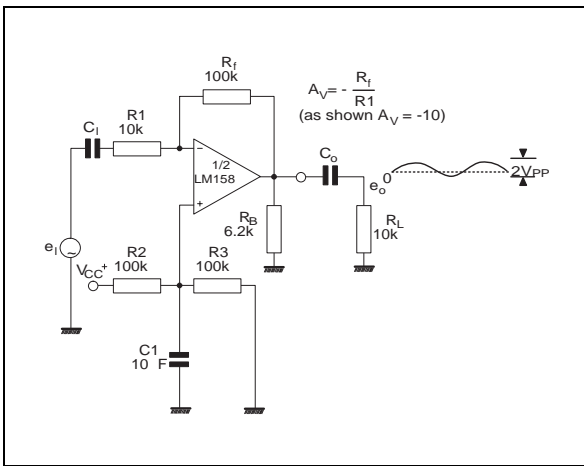 Rf
100k
AV = - Rf
R1
(as shown AV = -10)
CI
R1
10k
1/2
LM158
Co
eo
0
2VPP
RB
6.2k
RL
10k
eI
VCC+
R2
100k
R3
100k
C1
10 F